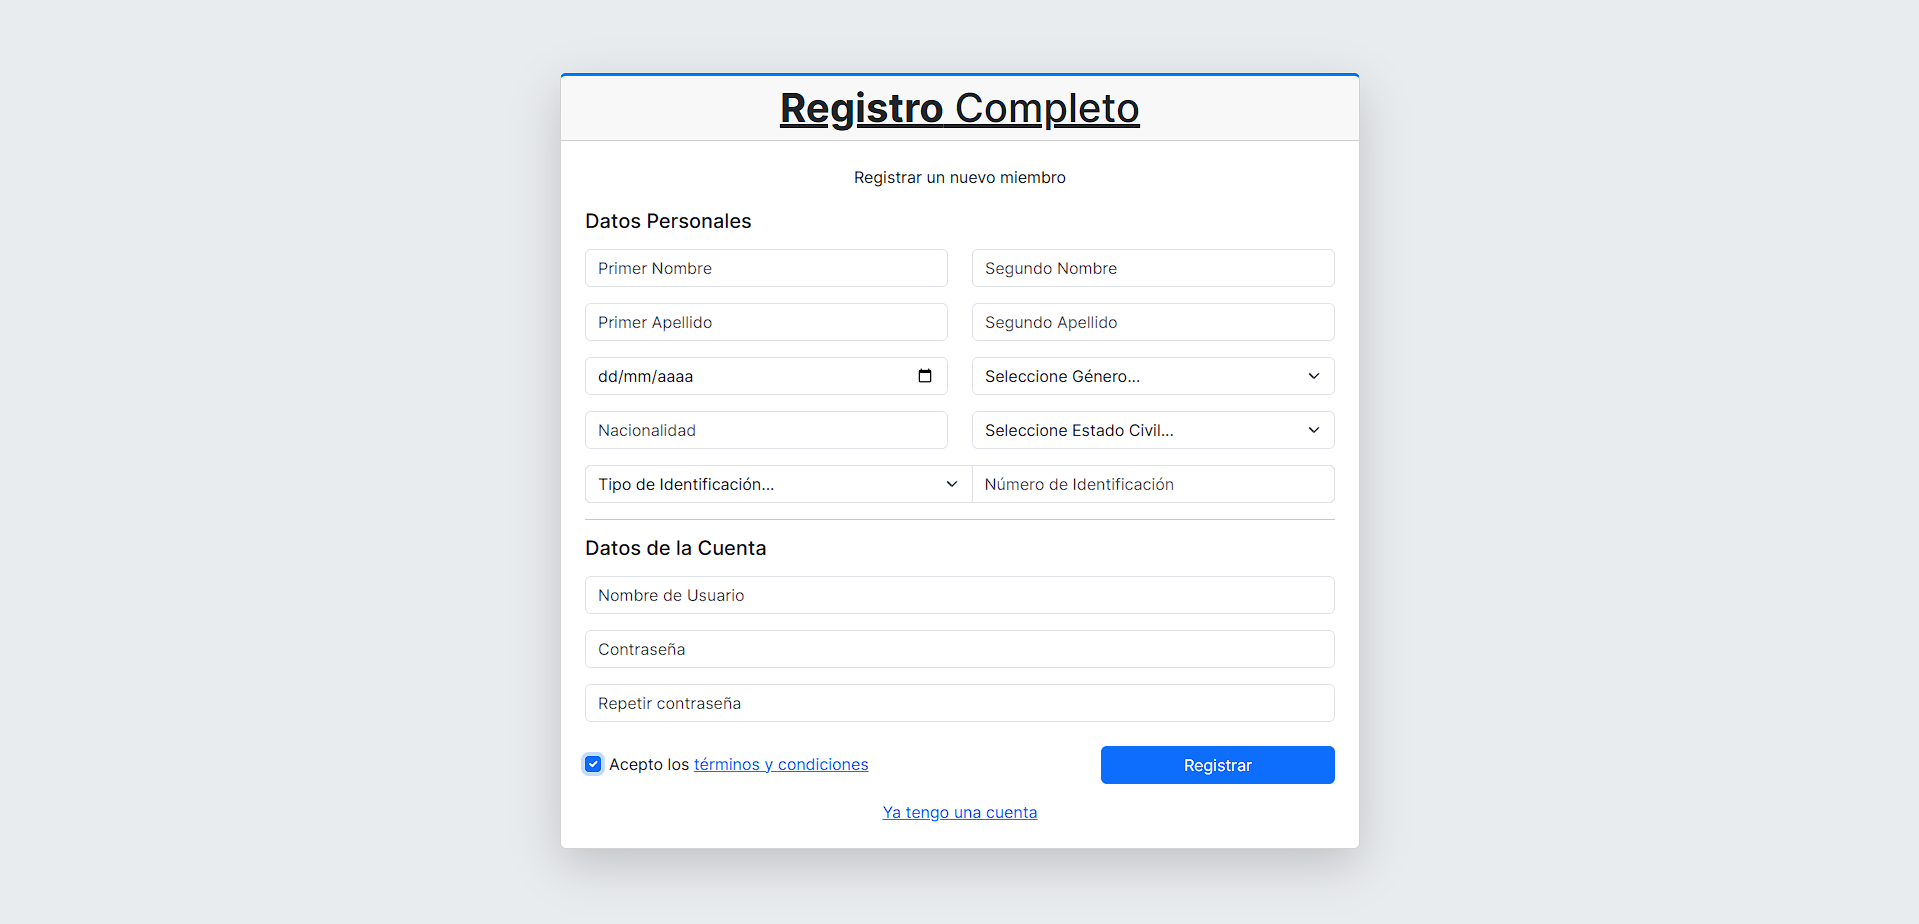 Registro Completo
Registrar un nuevo miembro
Datos Personales
Primer Nombre
Segundo Nombre
Primer Apellido
Segundo Apellido
dd/mm/aaaa
Seleccione Género...
Nacionalidad
Seleccione Estado Civil...
Tipo de Identificación...
Número de Identificación
Datos de la Cuenta
Nombre de Usuario
Contraseña
Repetir contraseña
Acepto los términos y condiciones
Registrar
Ya tengo una cuenta